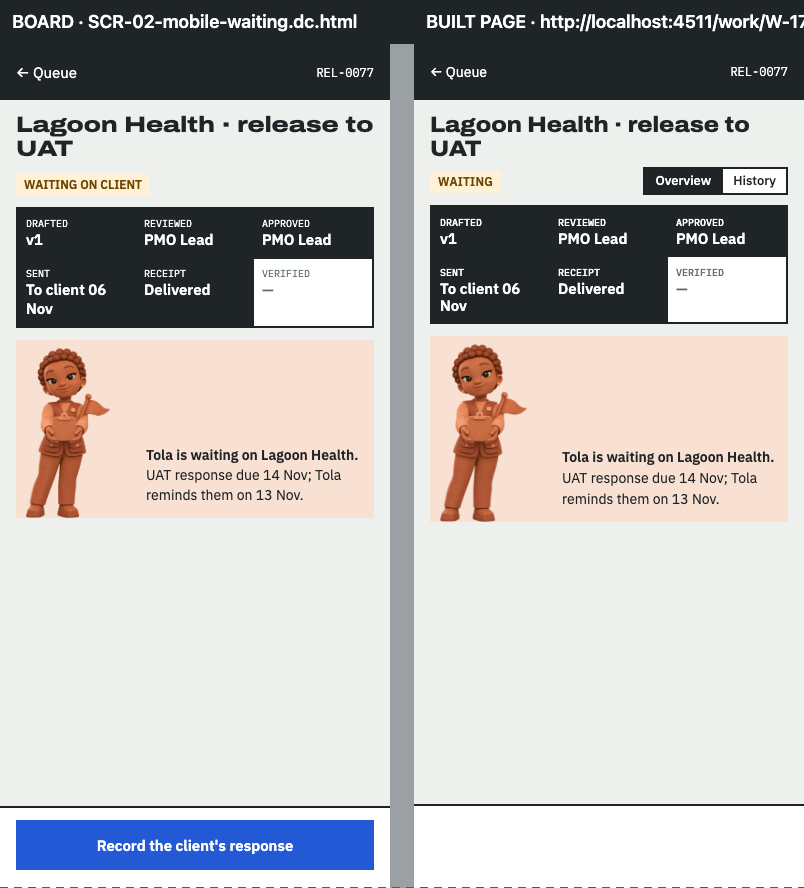 BOARD · SCR-02-mobile-waiting.dc.html
← Queue
REL-0077
Lagoon Health · release to
UAT
WAITING ON CLIENT
DRAFTED
v1
REVIEWED
PMO Lead
APPROVED
PMO Lead
SENT
To client 06
Nov
RECEIPT
Delivered
VERIFIED
—
Tola is waiting on Lagoon Health.
UAT response due 14 Nov; Tola
reminds them on 13 Nov.
Record the client's response
BUILT PAGE · http://localhost:4511/work/W-17
← Queue
REL-0077
Lagoon Health · release to
UAT
WAITING
Overview
History
DRAFTED
v1
REVIEWED
PMO Lead
APPROVED
PMO Lead
SENT
To client 06
Nov
RECEIPT
Delivered
VERIFIED
—
Tola is waiting on Lagoon Health.
UAT response due 14 Nov; Tola
reminds them on 13 Nov.